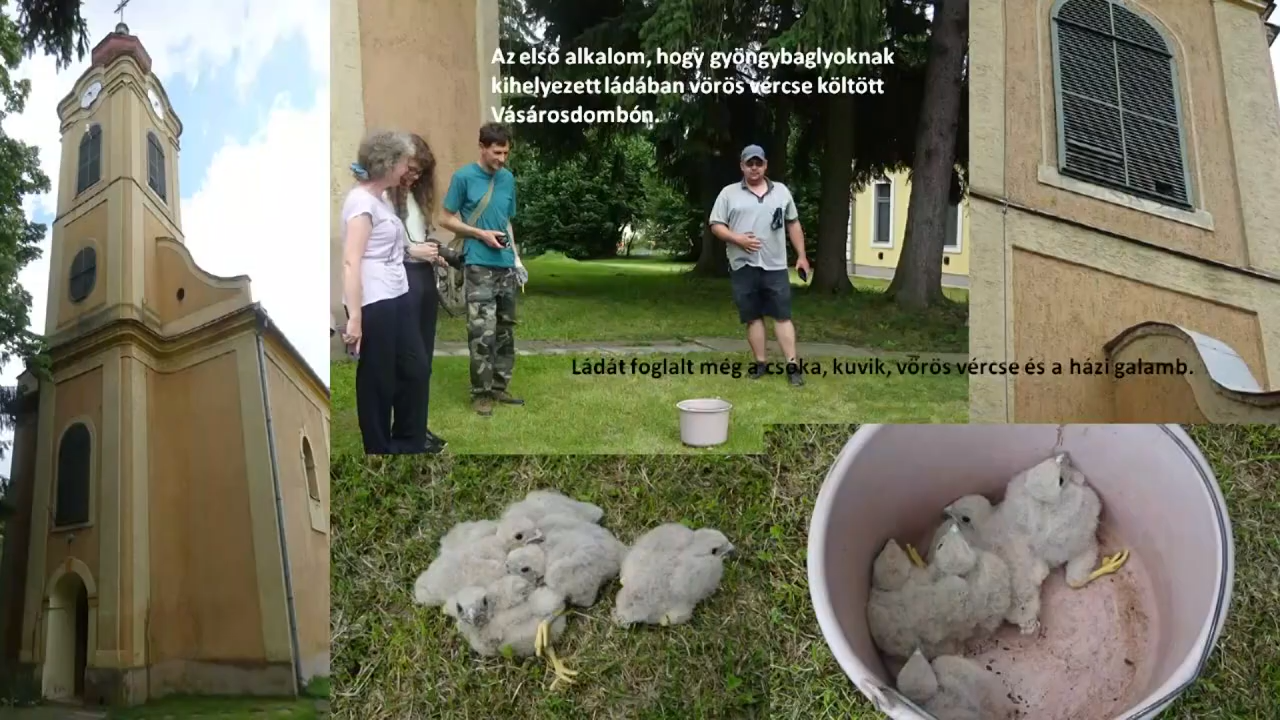 Az első alkalom, hogy gyöngybaglyoknak
kihelyezett ládában vörös vércse költött
Vásárosdombón.
Ládát foglalt még a csóka, kuvik, vörös vércse és a házi galamb.